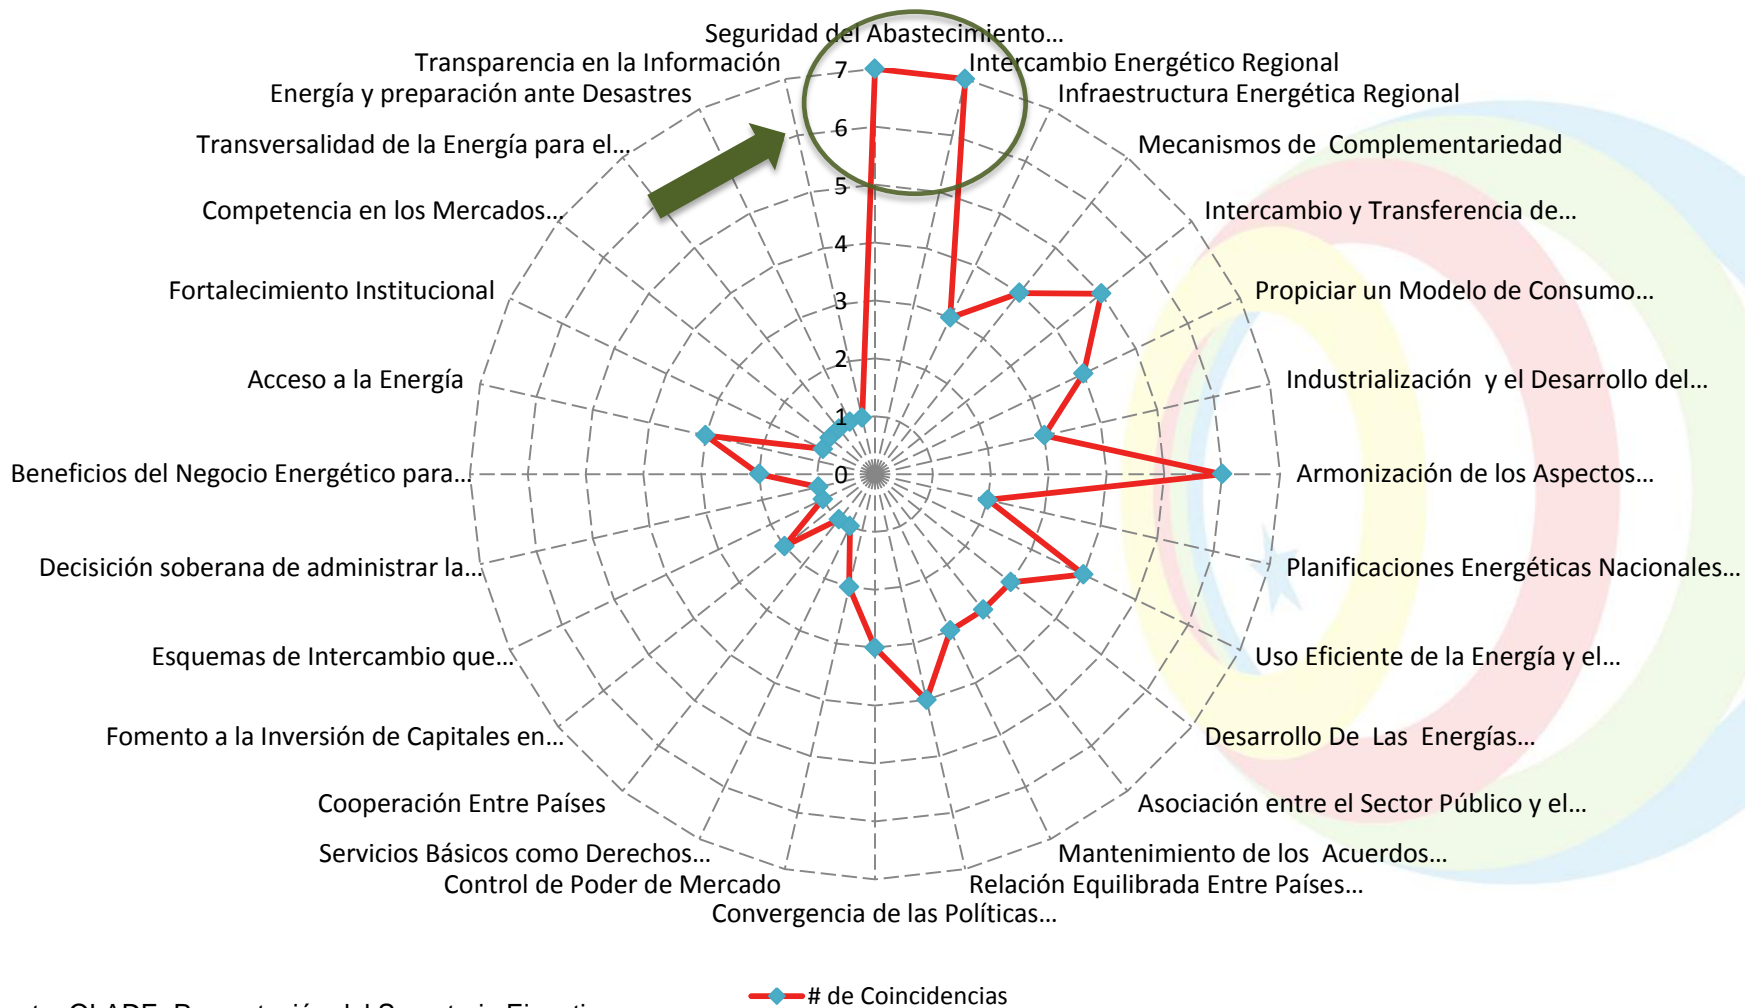 Seguridad del Abastecimiento…
Intercambio Energético Regional
Infraestructura Energética Regional
Mecanismos de Complementariedad
Intercambio y Transferencia de…
Propiciar un Modelo de Consumo…
Industrialización y el Desarrollo del…
Armonización de los Aspectos…
Planificaciones Energéticas Nacionales…
Uso Eficiente de la Energía y el…
Desarrollo De Las Energías…
Asociación entre el Sector Público y el…
Mantenimiento de los Acuerdos…
Relación Equilibrada Entre Países…
Convergencia de las Políticas…
Control de Poder de Mercado
Servicios Básicos como Derechos…
Cooperación Entre Países
Fomento a la Inversión de Capitales en…
Esquemas de Intercambio que…
Decisición soberana de administrar la…
Beneficios del Negocio Energético para…
Acceso a la Energía
Fortalecimiento Institucional
Competencia en los Mercados…
Transversalidad de la Energía para el…
Energía y preparación ante Desastres
Transparencia en la Información
7
6
5
4
3
2
1
0
# de Coincidencias